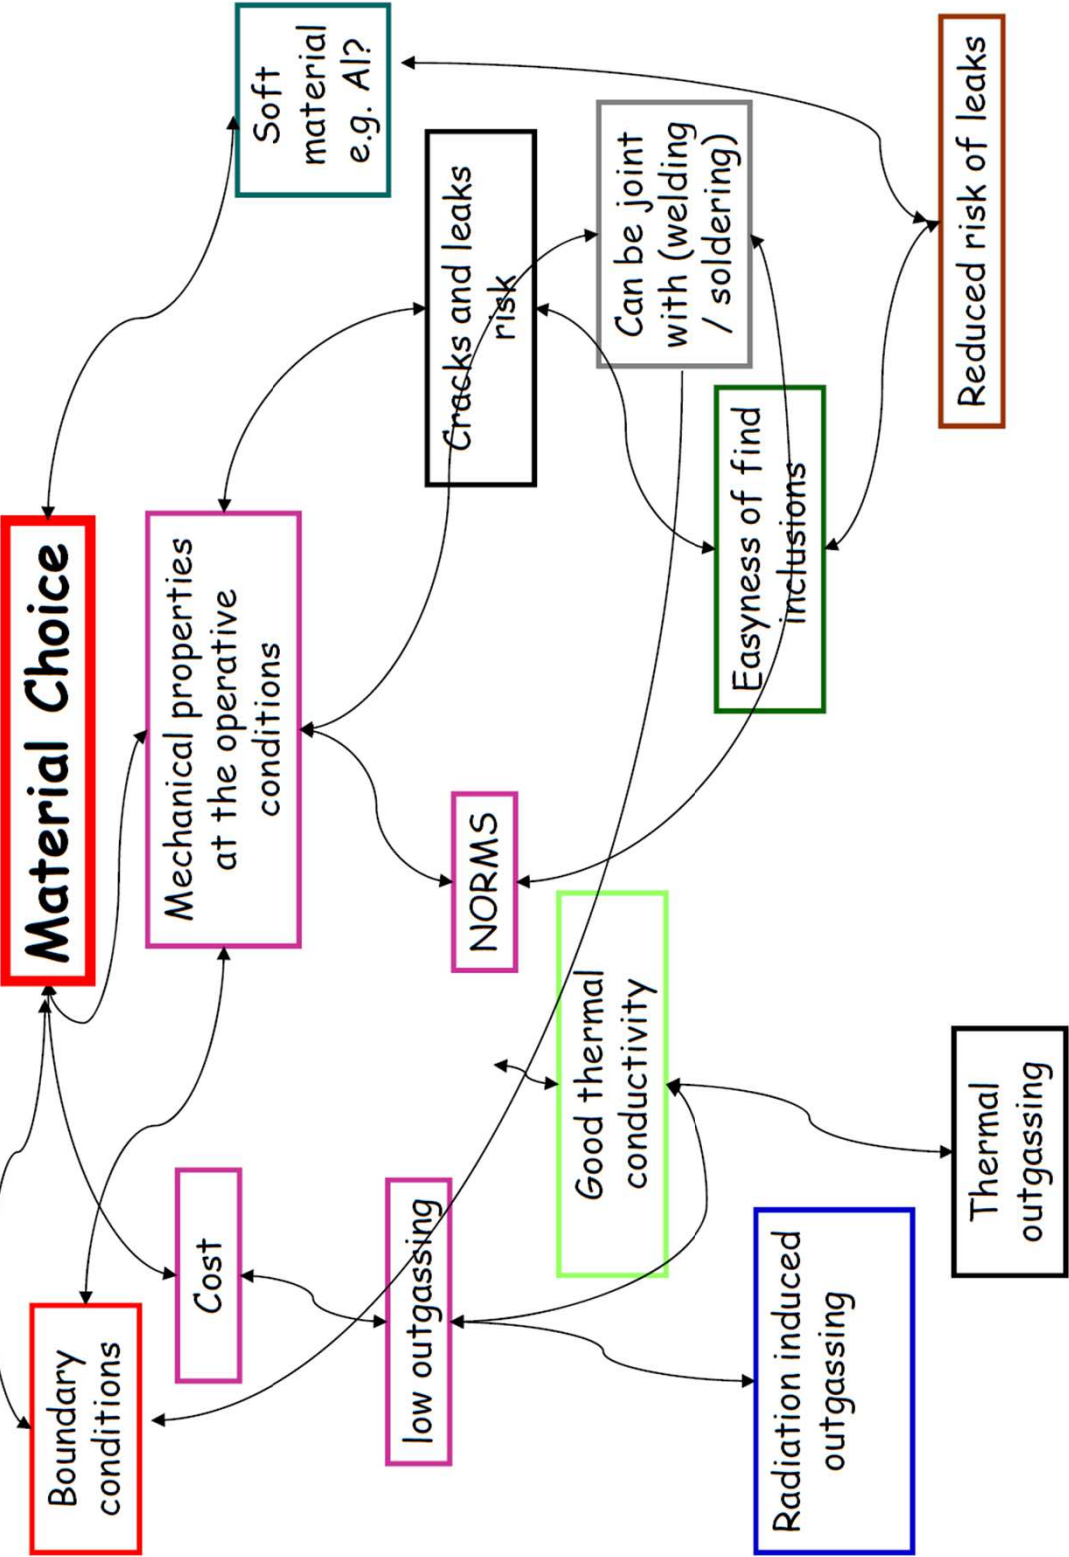 Material Choice
Boundary
conditions
Mechanical properties
at the operative
conditions
Soft
material
e.g. Al?
Cost
low outgassing
NORMS
Cracks and leaks
risk
Good thermal
conductivity
Can be joint
with (welding
/ soldering)
Easyness of find
inclusions
Radiation induced
outgassing
Thermal
outgassing
Reduced risk of leaks